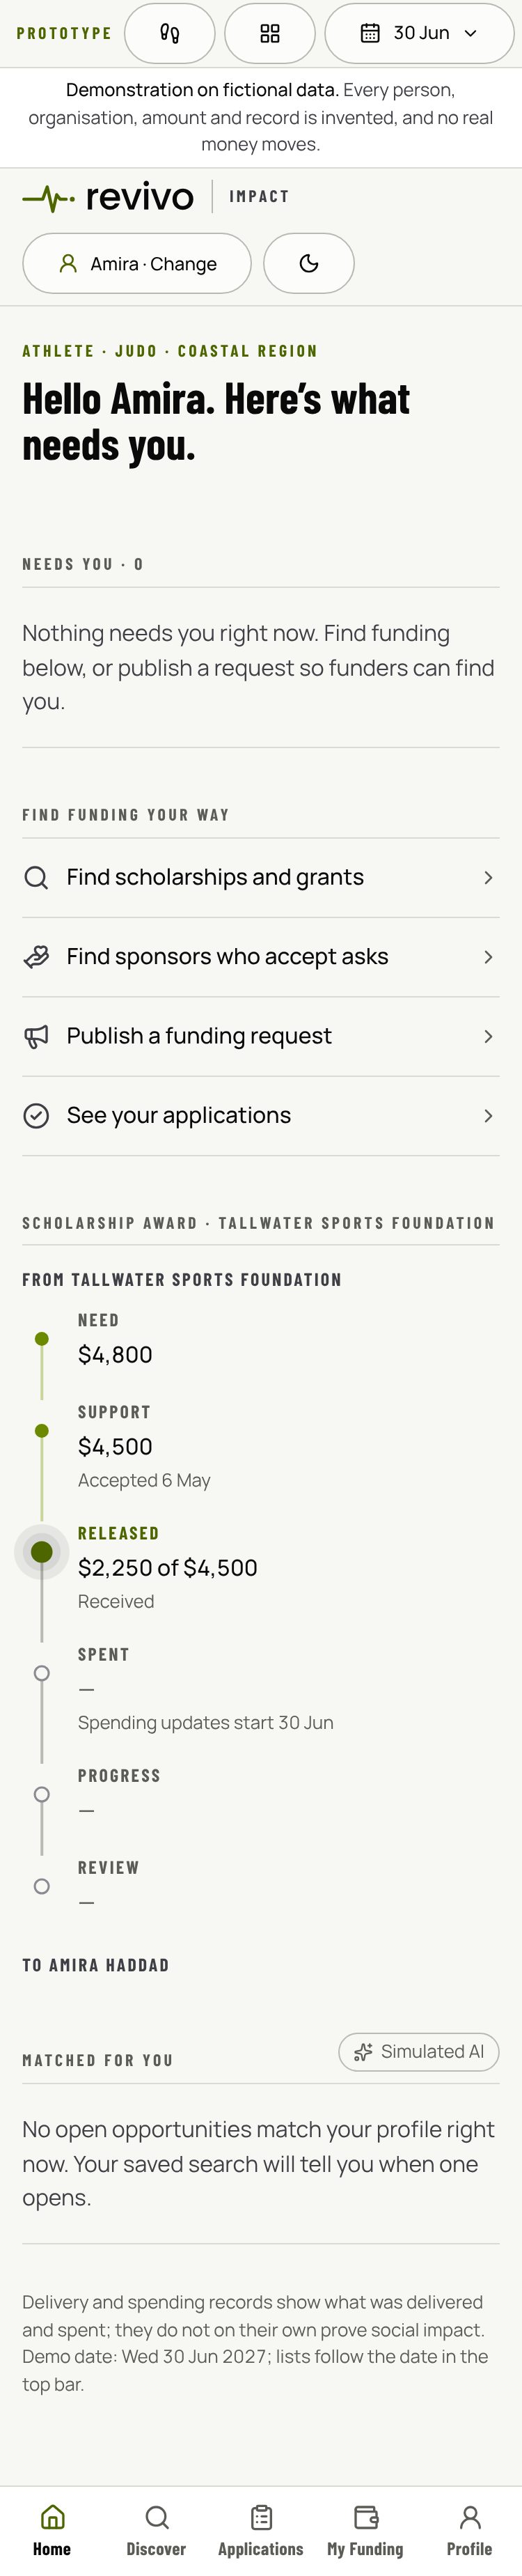 PROTOTYPE
30 Jun
Demonstration on fictional data. Every person,
organisation, amount and record is invented, and no real
money moves.
revivo
IMPACT
Amira · Change
ATHLETE · JUDO · COASTAL REGION
Hello Amira. Here’s what
needs you.
NEEDS YOU · 0
Nothing needs you right now. Find funding
below, or publish a request so funders can find
you.
FIND FUNDING YOUR WAY
Find scholarships and grants
Find sponsors who accept asks
Publish a funding request
See your applications
SCHOLARSHIP AWARD · TALLWATER SPORTS FOUNDATION
FROM TALLWATER SPORTS FOUNDATION
NEED
$4,800
SUPPORT
$4,500
Accepted 6 May
RELEASED
$2,250 of $4,500
Received
SPENT
—
Spending updates start 30 Jun
PROGRESS
—
REVIEW
—
TO AMIRA HADDAD
MATCHED FOR YOU
Simulated AI
No open opportunities match your profile right
now. Your saved search will tell you when one
opens.
Delivery and spending records show what was delivered
and spent; they do not on their own prove social impact.
Demo date: Wed 30 Jun 2027; lists follow the date in the
top bar.
Home
Discover
Applications
My Funding
Profile